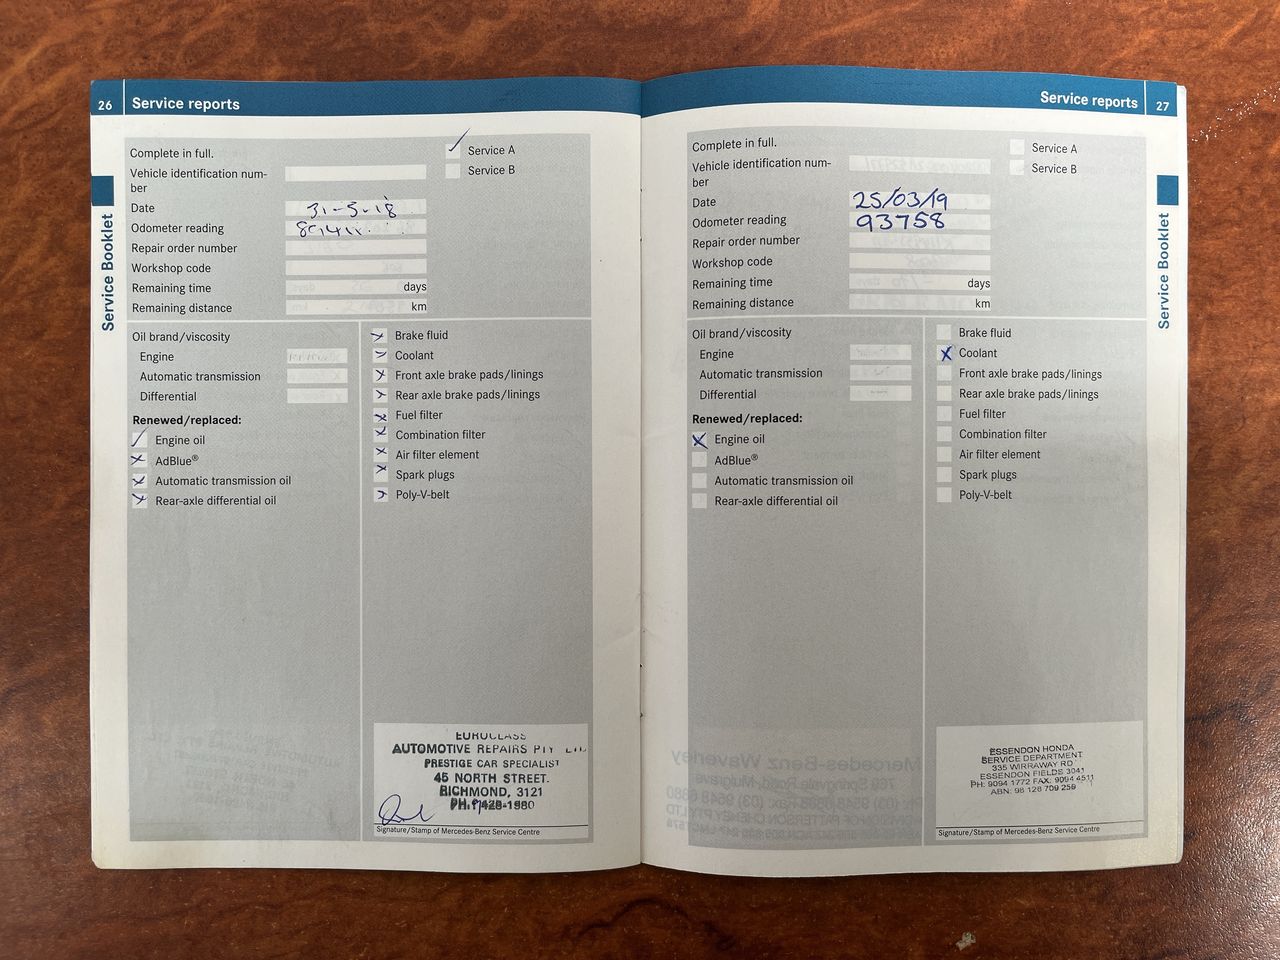 26 Service reports
Complete in full.
Service A
Service B
Vehicle identification num-
ber
Date 31-5-18
Odometer reading
Repair order number
Workshop code
Remaining time days
Remaining distance km
Oil brand/viscosity
Engine
Automatic transmission
Differential
Renewed/replaced:
Engine oil
AdBlue®
Automatic transmission oil
Rear-axle differential oil
Brake fluid
Coolant
Front axle brake pads/linings
Rear axle brake pads/linings
Fuel filter
Combination filter
Air filter element
Spark plugs
Poly-V-belt
EUROCLASS
AUTOMOTIVE REPAIRS PTY LTD.
PRESTIGE CAR SPECIALIST
45 NORTH STREET.
RICHMOND, 3121
Signature/Stamp of Mercedes-Benz Service Centre
Service Booklet
Service reports 27
Complete in full.
Service A
Service B
Vehicle identification num-
ber
Date 25/03/19
Odometer reading 93758
Repair order number
Workshop code
Remaining time days
Remaining distance km
Oil brand/viscosity
Engine
Automatic transmission
Differential
Renewed/replaced:
Engine oil
AdBlue®
Automatic transmission oil
Rear-axle differential oil
Brake fluid
Coolant
Front axle brake pads/linings
Rear axle brake pads/linings
Fuel filter
Combination filter
Air filter element
Spark plugs
Poly-V-belt
ESSENDON HONDA
SERVICE DEPARTMENT
335 WIRRAWAY RD
ESSENDON FIELDS 3041
PH: 9094 1772 FAX: 9094 4511
ABN: 98 128 709 259
Signature/Stamp of Mercedes-Benz Service Centre
Service Booklet